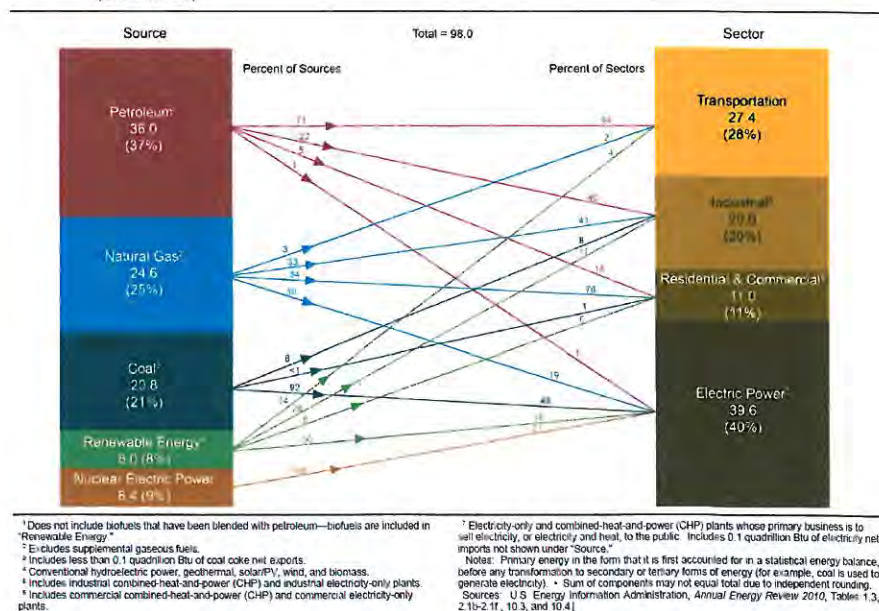 Source
Total = 98.0
Sector
Percent of Sources
Percent of Sectors
Petroleum
36.0
(37%)
Natural Gas²
24.6
(25%)
Coal³
20.8
(21%)
Renewable Energy⁴
8.0 (8%)
Nuclear Electric Power
8.4 (9%)
Transportation
27.4
(28%)
Industrial⁵
(20%)
Residential & Commercial⁶
11.0
(11%)
Electric Power⁷
39.6
(40%)
71
22
5
1
3
33
34
30
8
<1
92
94
2
4
40
41
8
11
76
1
1
19
48
¹ Does not include biofuels that have been blended with petroleum—biofuels are included in
"Renewable Energy."
² Excludes supplemental gaseous fuels.
³ Includes less than 0.1 quadrillion Btu of coal coke net exports.
⁴ Conventional hydroelectric power, geothermal, solar/PV, wind, and biomass.
⁵ Includes industrial combined-heat-and-power (CHP) and industrial electricity-only plants.
⁶ Includes commercial combined-heat-and-power (CHP) and commercial electricity-only
plants.
⁷ Electricity-only and combined-heat-and-power (CHP) plants whose primary business is to
sell electricity, or electricity and heat, to the public. Includes 0.1 quadrillion Btu of electricity net
imports not shown under "Source."
Notes: Primary energy in the form that it is first accounted for in a statistical energy balance,
before any transformation to secondary or tertiary forms of energy (for example, coal is used to
generate electricity). • Sum of components may not equal total due to independent rounding.
Sources: U.S. Energy Information Administration, Annual Energy Review 2010, Tables 1.3,
2.1b-2.1f, 10.3, and 10.4]